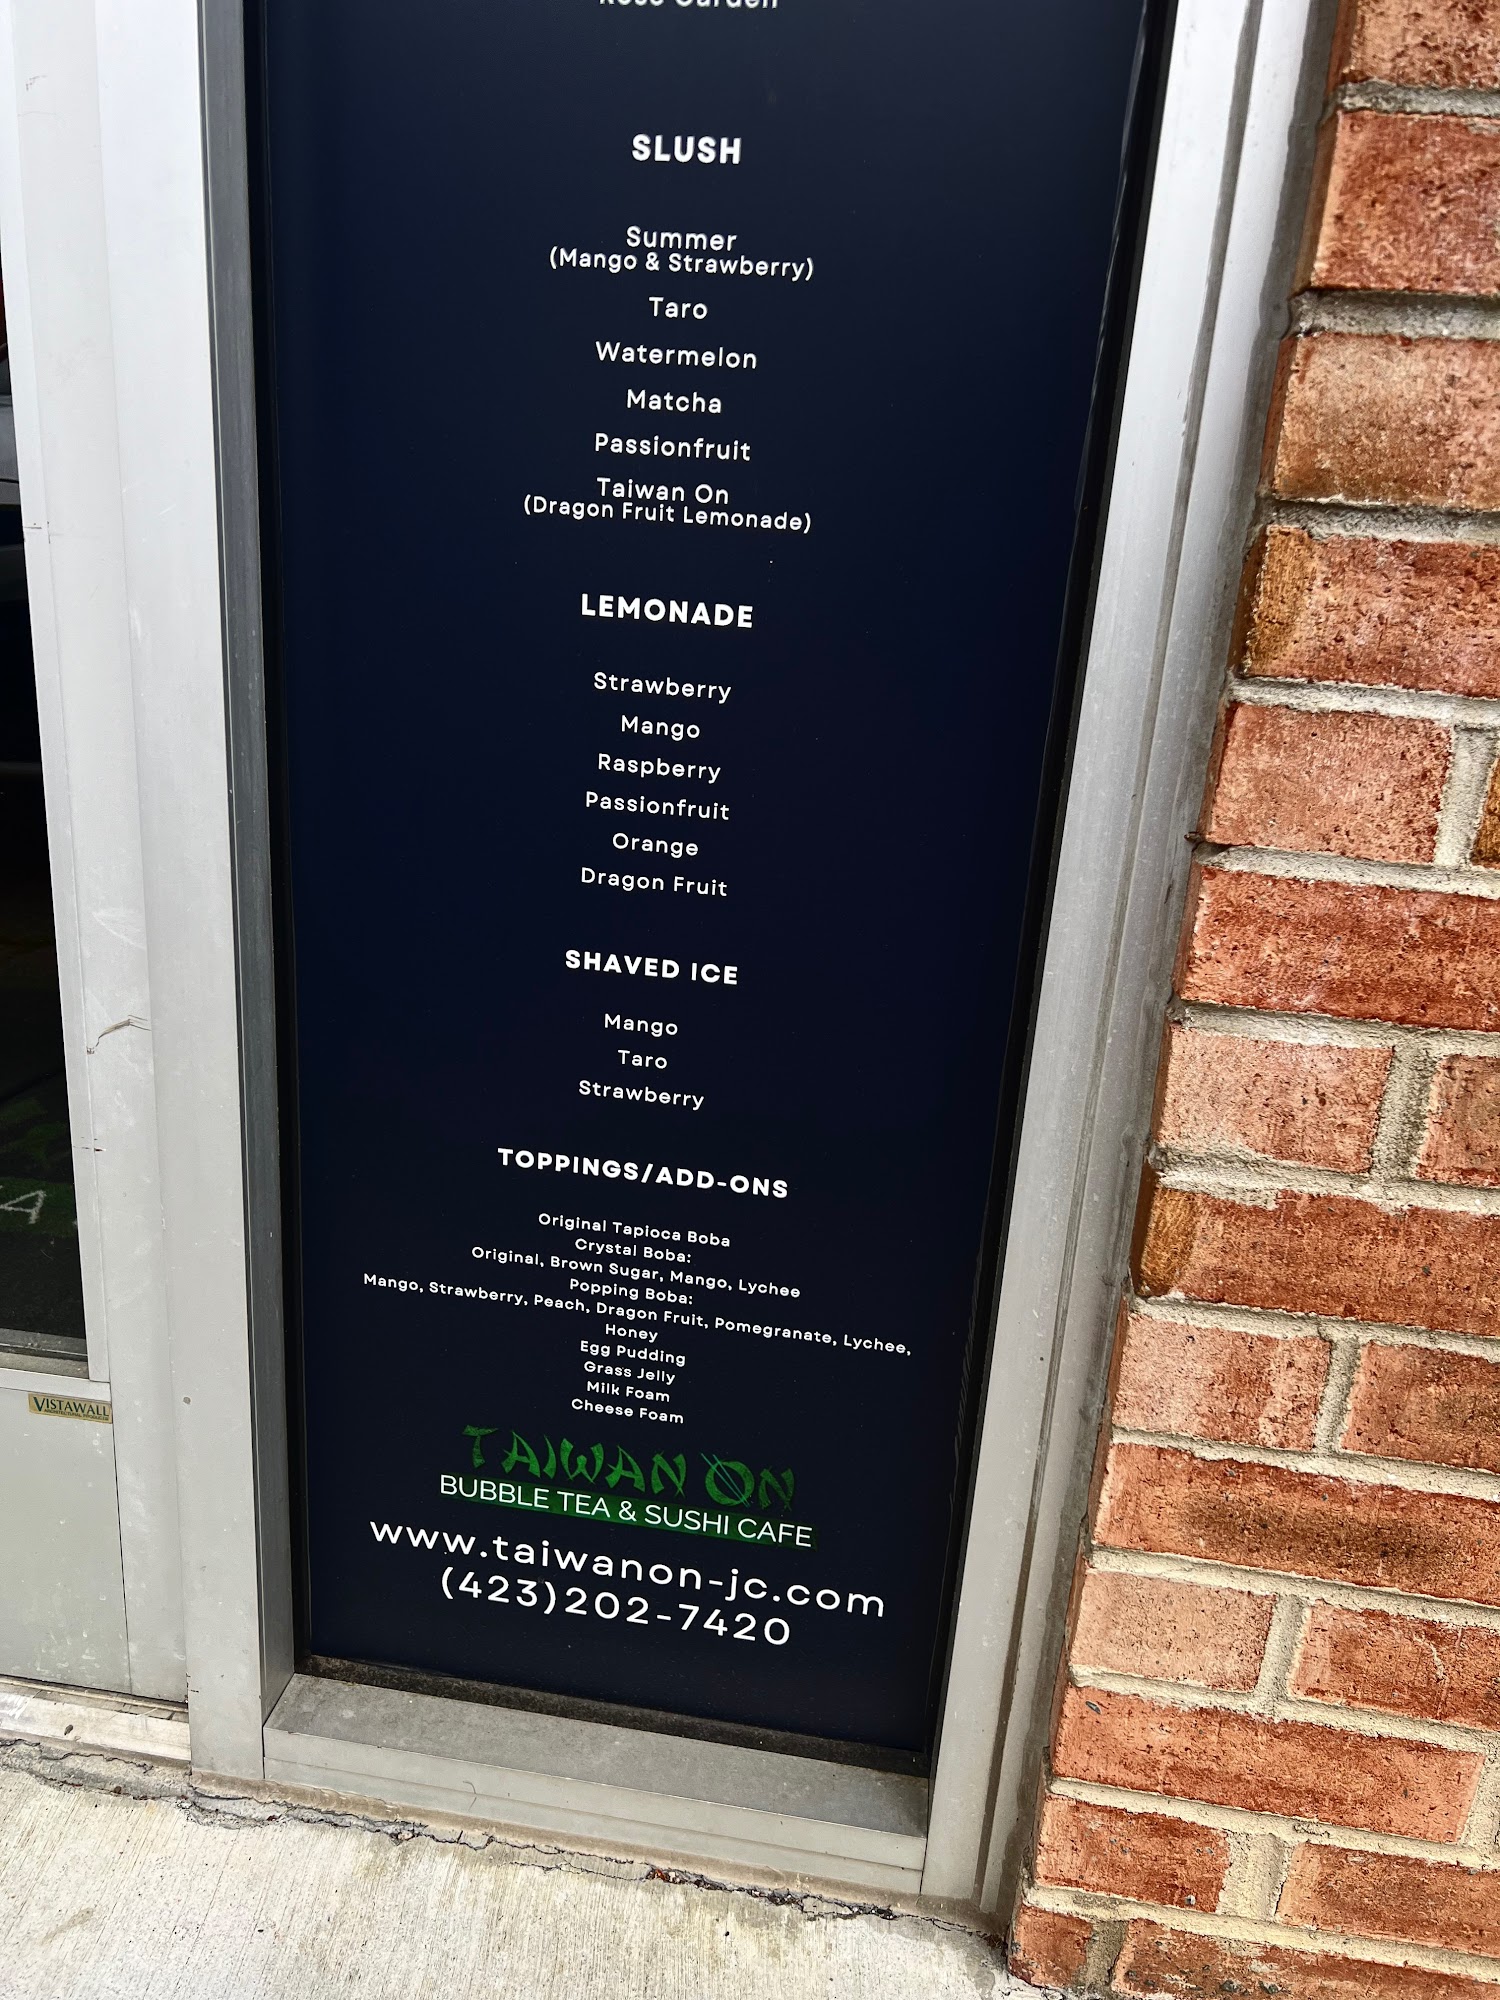 Rose Garden
SLUSH
Summer
(Mango & Strawberry)
Taro
Watermelon
Matcha
Passionfruit
Taiwan On
(Dragon Fruit Lemonade)
LEMONADE
Strawberry
Mango
Raspberry
Passionfruit
Orange
Dragon Fruit
SHAVED ICE
Mango
Taro
Strawberry
TOPPINGS/ADD-ONS
Original Tapioca Boba
Crystal Boba:
Original, Brown Sugar, Mango, Lychee
Popping Boba:
Mango, Strawberry, Peach, Dragon Fruit, Pomegranate, Lychee,
Honey
Egg Pudding
Grass Jelly
Milk Foam
Cheese Foam
TAIWAN ON
BUBBLE TEA & SUSHI CAFE
www.taiwanon-jc.com
(423)202-7420
VISTAWALL